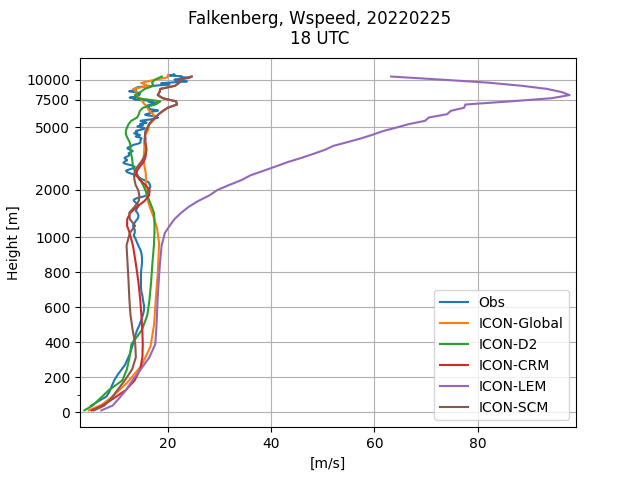 Falkenberg, Wspeed, 20220225
18 UTC
Height [m]
10000
7500
5000
2000
1000
800
600
400
200
0
Obs
ICON-Global
ICON-D2
ICON-CRM
ICON-LEM
ICON-SCM
20
40
60
80
[m/s]